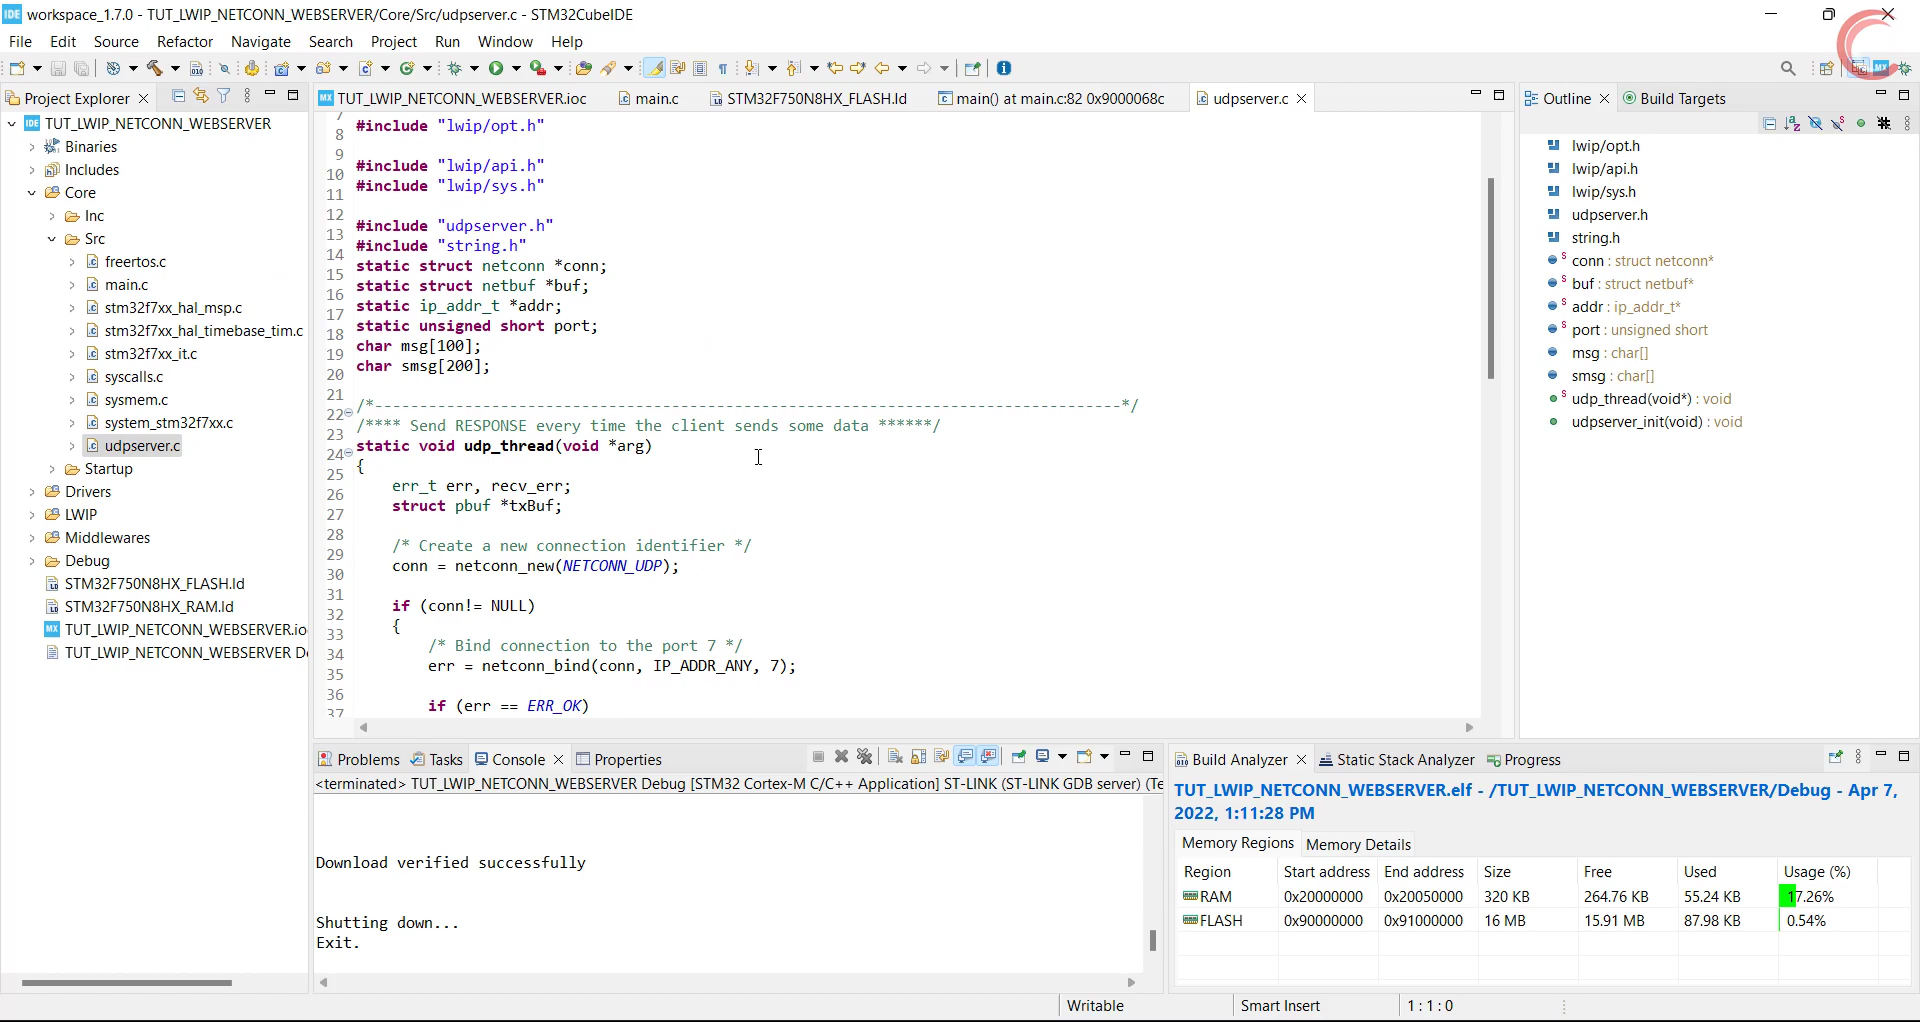 workspace_1.7.0 - TUT_LWIP_NETCONN_WEBSERVER/Core/Src/udpserver.c - STM32CubeIDE
File Edit Source Refactor Navigate Search Project Run Window Help
Project Explorer
TUT_LWIP_NETCONN_WEBSERVER
Binaries
Includes
Core
Inc
Src
freertos.c
main.c
stm32f7xx_hal_msp.c
stm32f7xx_hal_timebase_tim.c
stm32f7xx_it.c
syscalls.c
sysmem.c
system_stm32f7xx.c
udpserver.c
Startup
Drivers
LWIP
Middlewares
Debug
STM32F750N8HX_FLASH.ld
STM32F750N8HX_RAM.ld
TUT_LWIP_NETCONN_WEBSERVER.io
TUT_LWIP_NETCONN_WEBSERVER D
TUT_LWIP_NETCONN_WEBSERVER.ioc main.c STM32F750N8HX_FLASH.ld main() at main.c:82 0x9000068c udpserver.c
7
8 #include "lwip/opt.h"
9
10 #include "lwip/api.h"
11 #include "lwip/sys.h"
12
13 #include "udpserver.h"
14 #include "string.h"
15 static struct netconn *conn;
16 static struct netbuf *buf;
17 static ip_addr_t *addr;
18 static unsigned short port;
19 char msg[100];
20 char smsg[200];
21
22 /*-----------------------------------------------------------------------------------*/
23 /**** Send RESPONSE every time the client sends some data ******/
24 static void udp_thread(void *arg)
25 {
26 err_t err, recv_err;
27 struct pbuf *txBuf;
28
29 /* Create a new connection identifier */
30 conn = netconn_new(NETCONN_UDP);
31
32 if (conn!= NULL)
33 {
34 /* Bind connection to the port 7 */
35 err = netconn_bind(conn, IP_ADDR_ANY, 7);
36
37 if (err == ERR_OK)
Outline Build Targets
lwip/opt.h
lwip/api.h
lwip/sys.h
udpserver.h
string.h
conn : struct netconn*
buf : struct netbuf*
addr : ip_addr_t*
port : unsigned short
msg : char[]
smsg : char[]
udp_thread(void*) : void
udpserver_init(void) : void
Problems Tasks Console Properties
<terminated> TUT_LWIP_NETCONN_WEBSERVER Debug [STM32 Cortex-M C/C++ Application] ST-LINK (ST-LINK GDB server) (Te
Download verified successfully
Shutting down...
Exit.
Build Analyzer Static Stack Analyzer Progress
TUT_LWIP_NETCONN_WEBSERVER.elf - /TUT_LWIP_NETCONN_WEBSERVER/Debug - Apr 7,
2022, 1:11:28 PM
Memory Regions Memory Details
Region Start address End address Size Free Used Usage (%)
RAM 0x20000000 0x20050000 320 KB 264.76 KB 55.24 KB 17.26%
FLASH 0x90000000 0x91000000 16 MB 15.91 MB 87.98 KB 0.54%
Writable Smart Insert 1 : 1 : 0